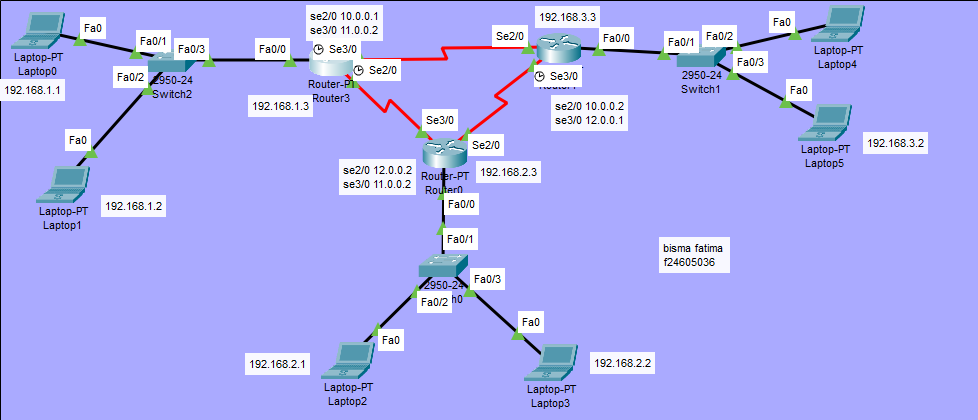 Fa0
Laptop-PT
Laptop0
192.168.1.1
Fa0/1
Fa0/3
Fa0/2
2950-24
Switch2
Fa0
Laptop-PT
Laptop1
192.168.1.2
Fa0/0
se2/0 10.0.0.1
se3/0 11.0.0.2
Se3/0
Se2/0
Router-PT
Router3
192.168.1.3
192.168.3.3
Se2/0
Fa0/0
Se3/0
se2/0 10.0.0.2
se3/0 12.0.0.1
Fa0/1
Fa0/2
Fa0/3
2950-24
Switch1
Fa0
Laptop-PT
Laptop4
Fa0
Laptop-PT
Laptop5
192.168.3.2
Se3/0
Se2/0
se2/0 12.0.0.2
se3/0 11.0.0.2
Router-PT
Router0
192.168.2.3
Fa0/0
Fa0/1
Fa0/3
2950-24
Fa0/2
bisma fatima
f24605036
Fa0
192.168.2.1
Laptop-PT
Laptop2
Fa0
192.168.2.2
Laptop-PT
Laptop3